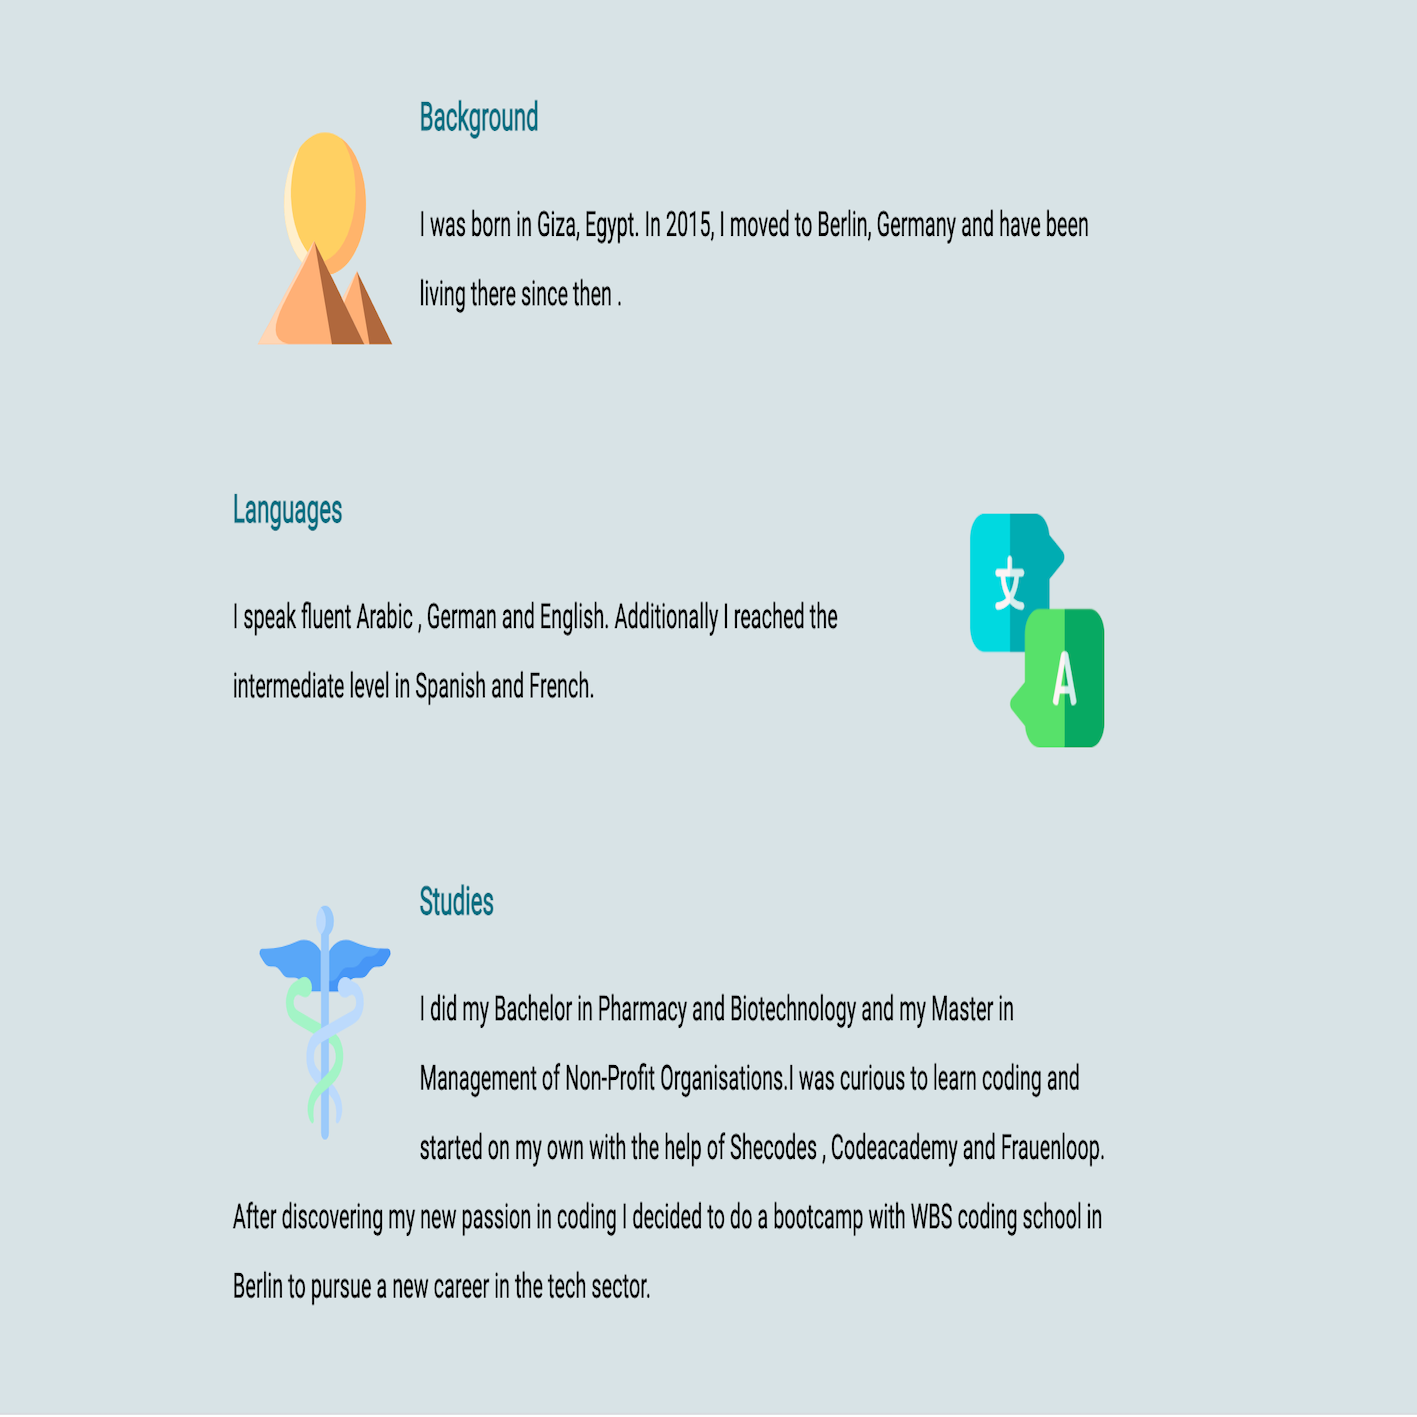 Background
I was born in Giza, Egypt. In 2015, I moved to Berlin, Germany and have been
living there since then .
Languages
I speak fluent Arabic , German and English. Additionally I reached the
intermediate level in Spanish and French.
文
A
Studies
I did my Bachelor in Pharmacy and Biotechnology and my Master in
Management of Non-Profit Organisations.I was curious to learn coding and
started on my own with the help of Shecodes , Codeacademy and Frauenloop.
After discovering my new passion in coding I decided to do a bootcamp with WBS coding school in
Berlin to pursue a new career in the tech sector.